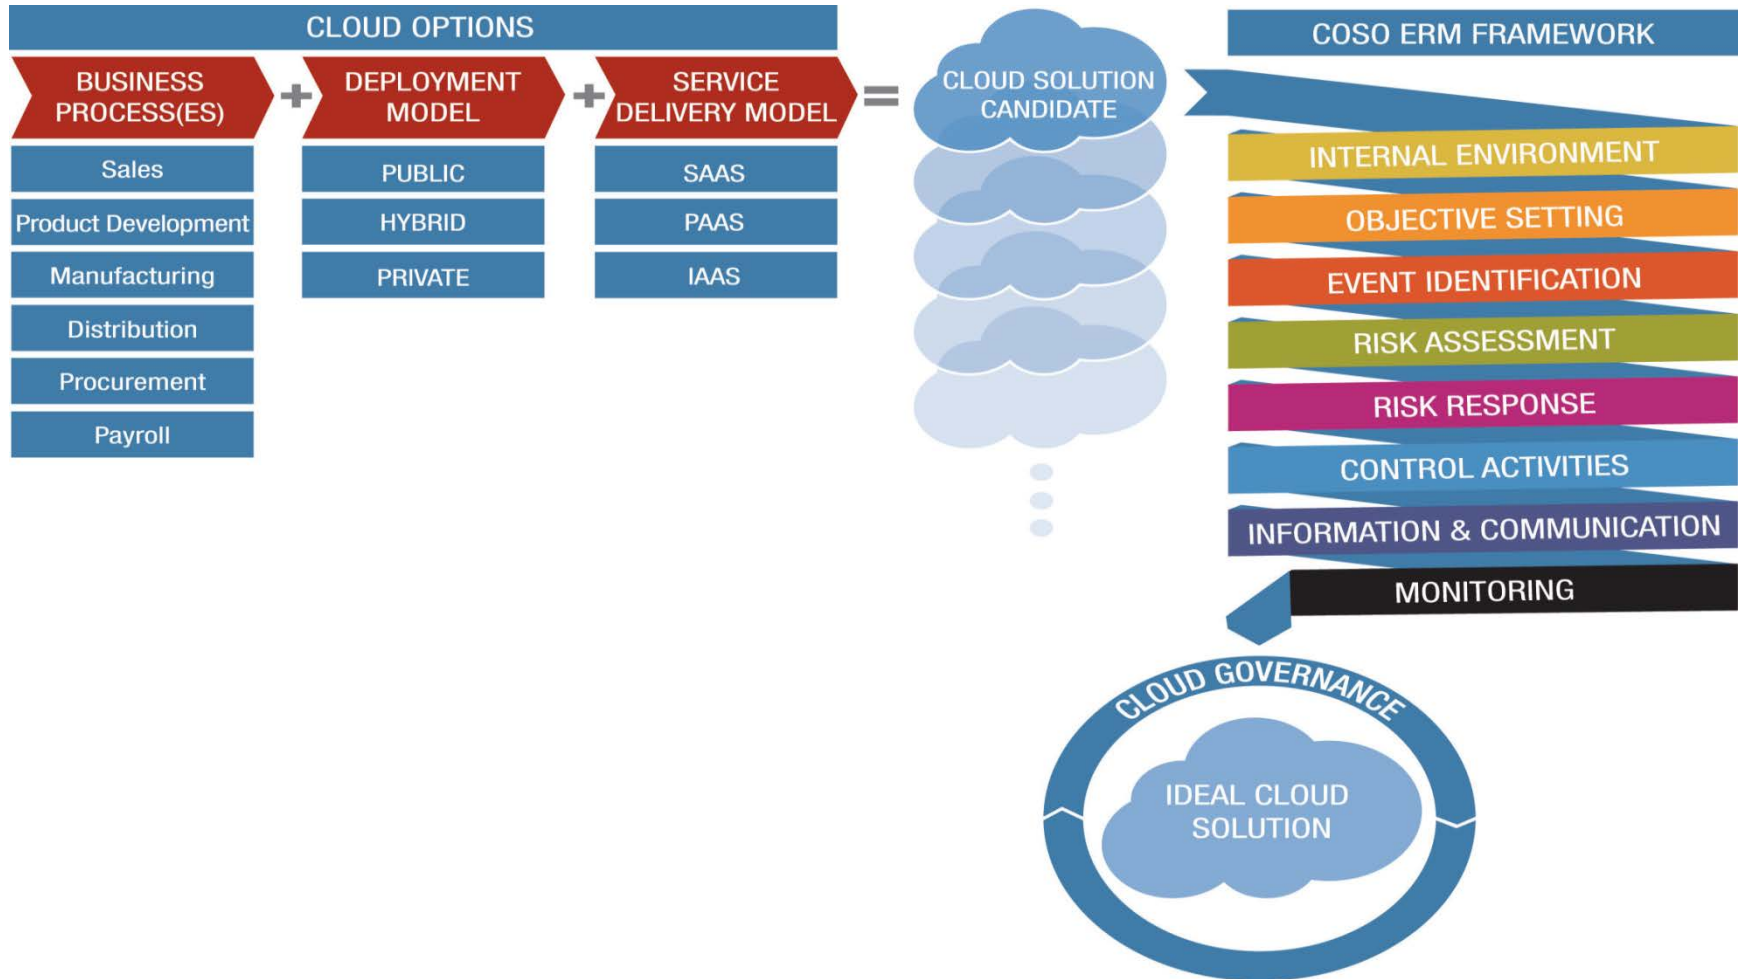 CLOUD OPTIONS
BUSINESS
PROCESS(ES)
+
DEPLOYMENT
MODEL
+
SERVICE
DELIVERY MODEL
=
Sales
Product Development
Manufacturing
Distribution
Procurement
Payroll
PUBLIC
HYBRID
PRIVATE
SAAS
PAAS
IAAS
CLOUD SOLUTION
CANDIDATE
COSO ERM FRAMEWORK
INTERNAL ENVIRONMENT
OBJECTIVE SETTING
EVENT IDENTIFICATION
RISK ASSESSMENT
RISK RESPONSE
CONTROL ACTIVITIES
INFORMATION & COMMUNICATION
MONITORING
CLOUD GOVERNANCE
IDEAL CLOUD
SOLUTION